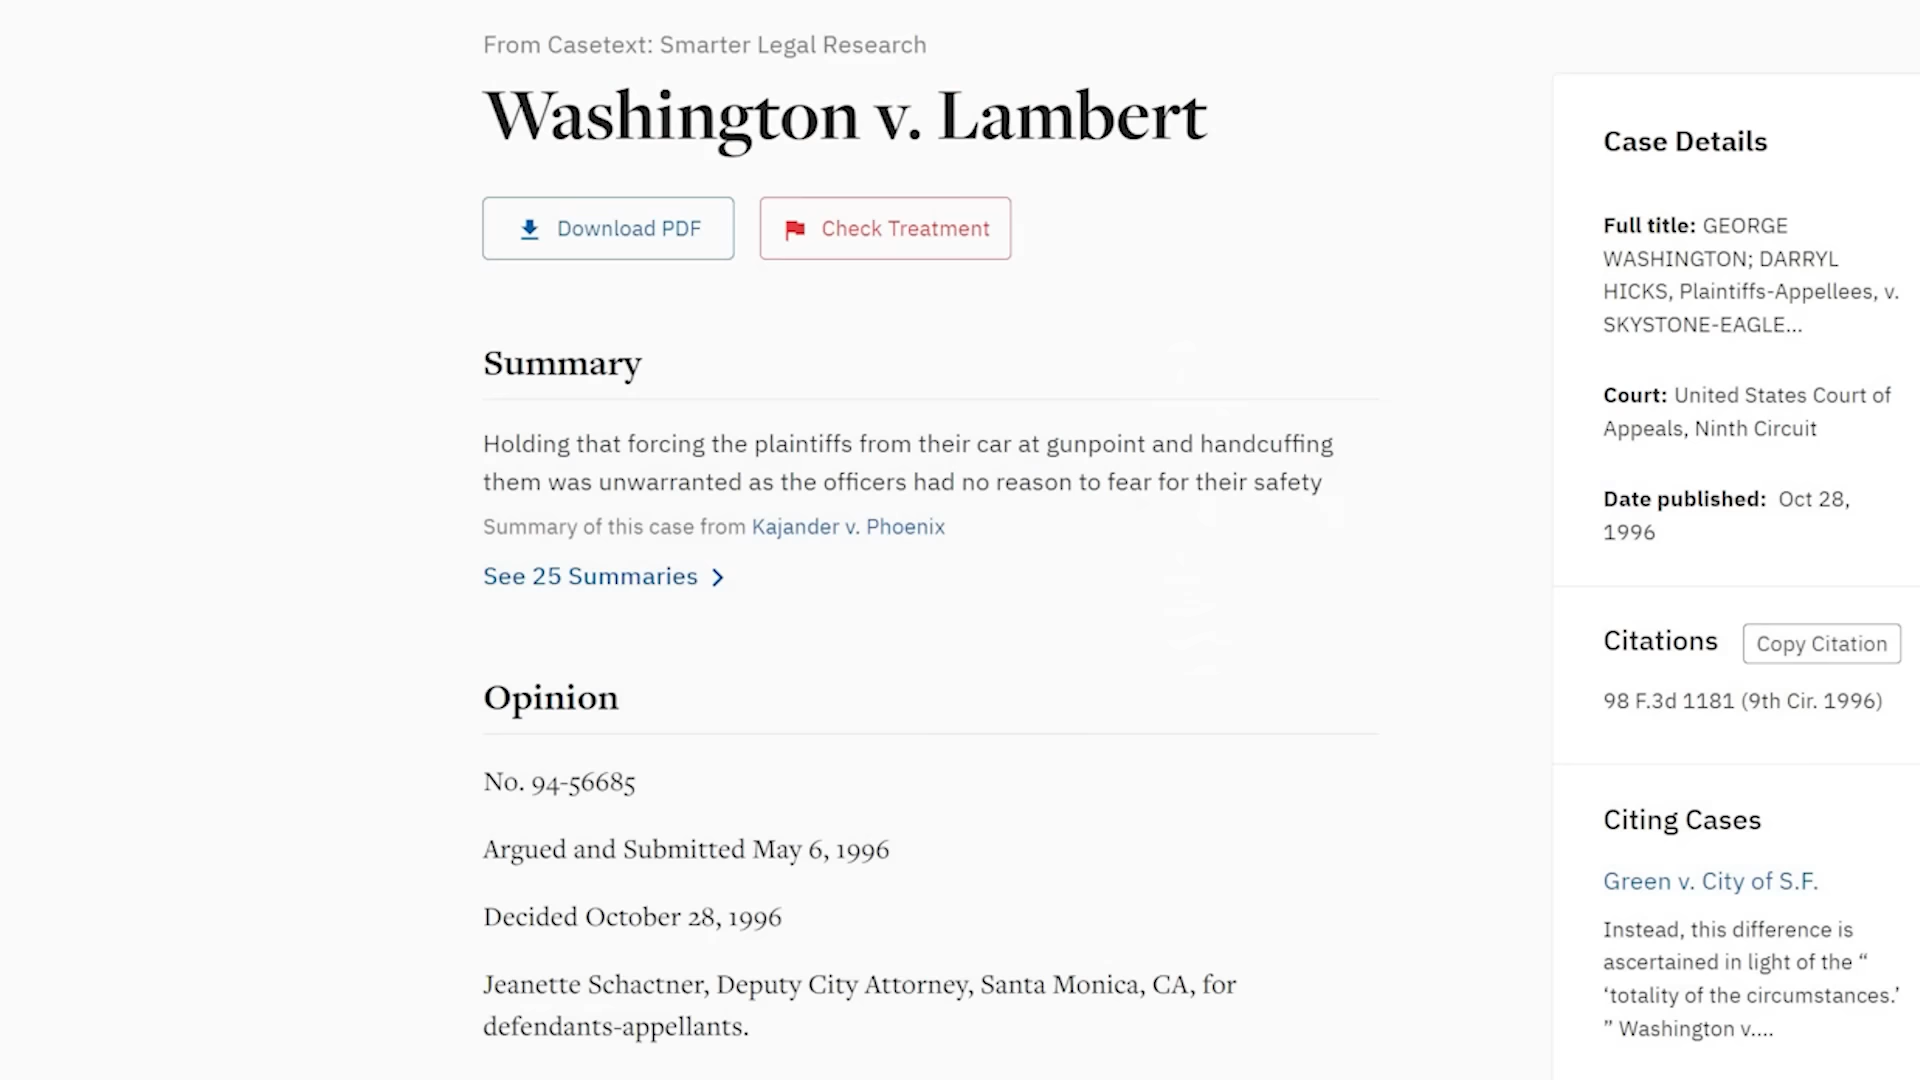 From Casetext: Smarter Legal Research
Washington v. Lambert
Download PDF
Check Treatment
Summary
Holding that forcing the plaintiffs from their car at gunpoint and handcuffing
them was unwarranted as the officers had no reason to fear for their safety
Summary of this case from Kajander v. Phoenix
See 25 Summaries
Opinion
No. 94-56685
Argued and Submitted May 6, 1996
Decided October 28, 1996
Jeanette Schactner, Deputy City Attorney, Santa Monica, CA, for
defendants-appellants.
Case Details
Full title: GEORGE
WASHINGTON; DARRYL
HICKS, Plaintiffs-Appellees, v.
SKYSTONE-EAGLE...
Court: United States Court of
Appeals, Ninth Circuit
Date published: Oct 28,
1996
Citations
Copy Citation
98 F.3d 1181 (9th Cir. 1996)
Citing Cases
Green v. City of S.F.
Instead, this difference is
ascertained in light of the “
‘totality of the circumstances.’
” Washington v....